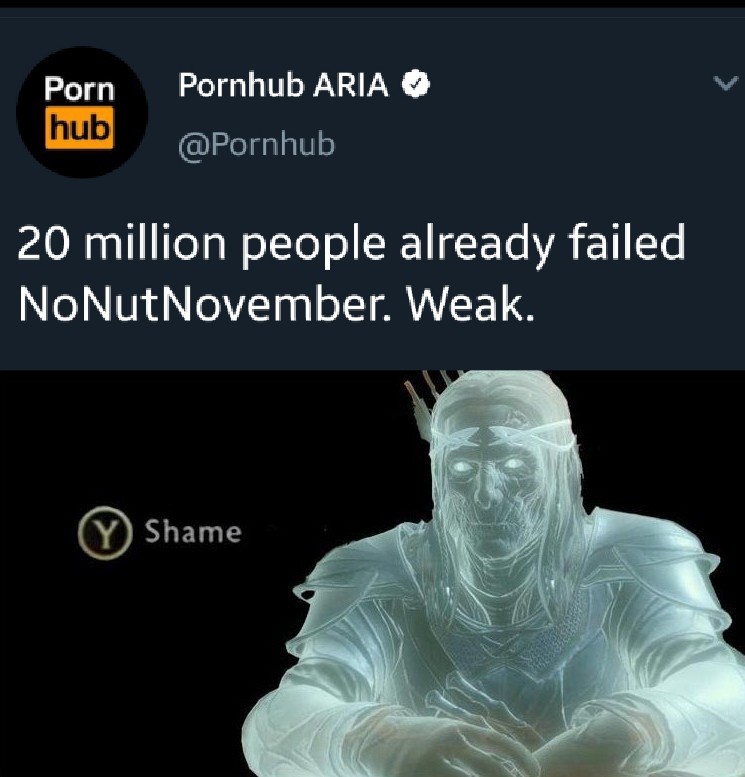 Porn
hub
Pornhub ARIA
@Pornhub
20 million people already failed
NoNutNovember. Weak.
Y Shame